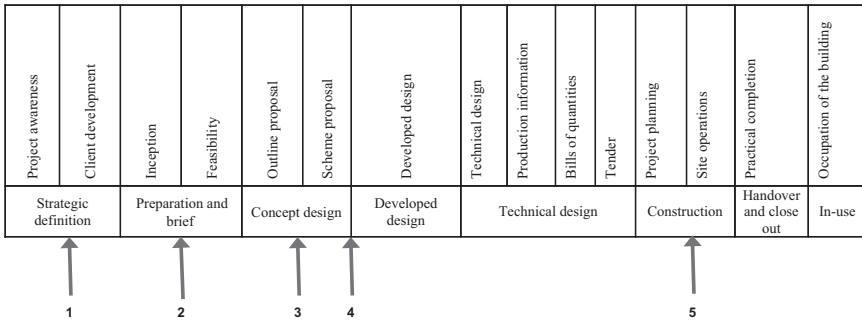 Project awareness
Client development
Inception
Feasibility
Outline proposal
Scheme proposal
Developed design
Technical design
Production information
Bills of quantities
Tender
Project planning
Site operations
Practical completion
Occupation of the building
Strategic
definition
Preparation and
brief
Concept design
Developed
design
Technical design
Construction
Handover
and close
out
In-use
1
2
3
4
5